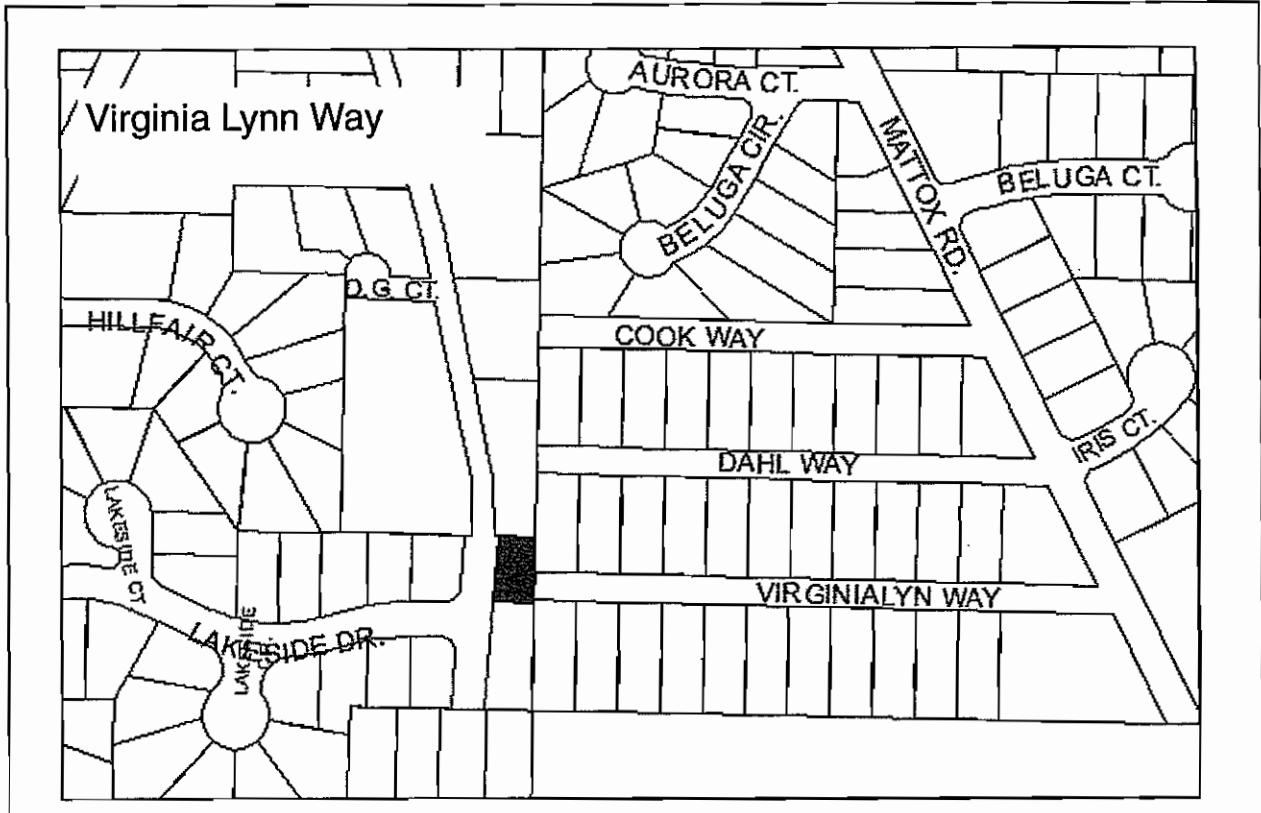 AURORA CT.
Virginia Lynn Way
BELUGA CIR.
MATTOX RD.
BELUGA CT.
D.G. CT.
HILLFAIR CT.
COOK WAY
IRIS CT.
DAHL WAY
LAKESIDE CT
VIRGINIALYN WAY
LAKESIDE DR.
LAKESIDE